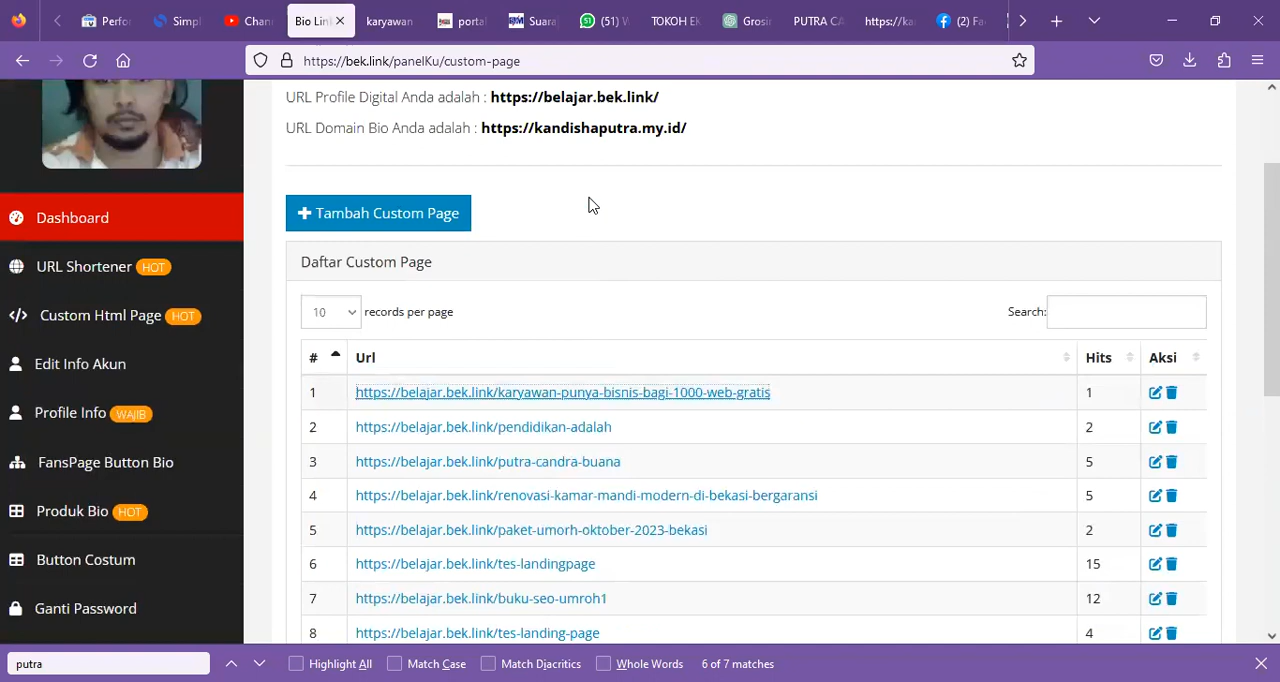 Perfor
Simpl
Chan
Bio Lin
karyawan
portal
Suara
(51) W
TOKOH EK
Grosir
PUTRA CA
https://ka
(2) Fa
https://bek.link/panelKu/custom-page
URL Profile Digital Anda adalah : https://belajar.bek.link/
URL Domain Bio Anda adalah : https://kandishaputra.my.id/
Tambah Custom Page
Dashboard
URL Shortener HOT
Custom Html Page HOT
Edit Info Akun
Profile Info WAJIB
FansPage Button Bio
Produk Bio HOT
Button Costum
Ganti Password
Daftar Custom Page
10 records per page
Search:
# Url Hits Aksi
1 https://belajar.bek.link/karyawan-punya-bisnis-bagi-1000-web-gratis 1
2 https://belajar.bek.link/pendidikan-adalah 2
3 https://belajar.bek.link/putra-candra-buana 5
4 https://belajar.bek.link/renovasi-kamar-mandi-modern-di-bekasi-bergaransi 5
5 https://belajar.bek.link/paket-umorh-oktober-2023-bekasi 2
6 https://belajar.bek.link/tes-landingpage 15
7 https://belajar.bek.link/buku-seo-umroh1 12
8 https://belajar.bek.link/tes-landing-page 4
putra
Highlight All
Match Case
Match Diacritics
Whole Words
6 of 7 matches